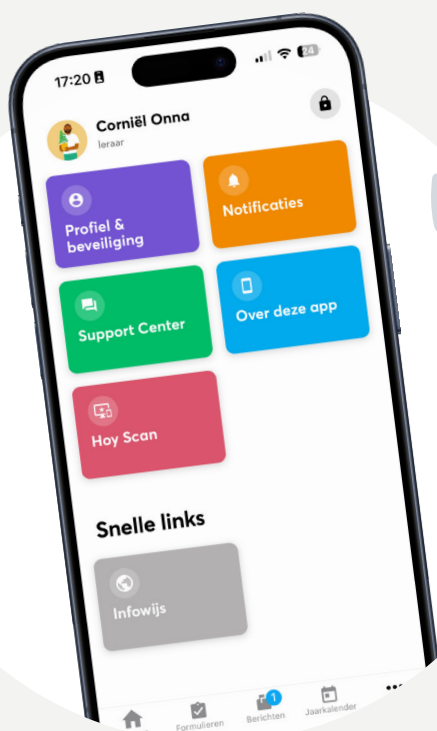 17:20
24
Corniël Onna
leraar
Profiel &
beveiliging
Notificaties
Support Center
Over deze app
Hoy Scan
Snelle links
Infowijs
1
Formulieren
Berichten
Jaarkalender